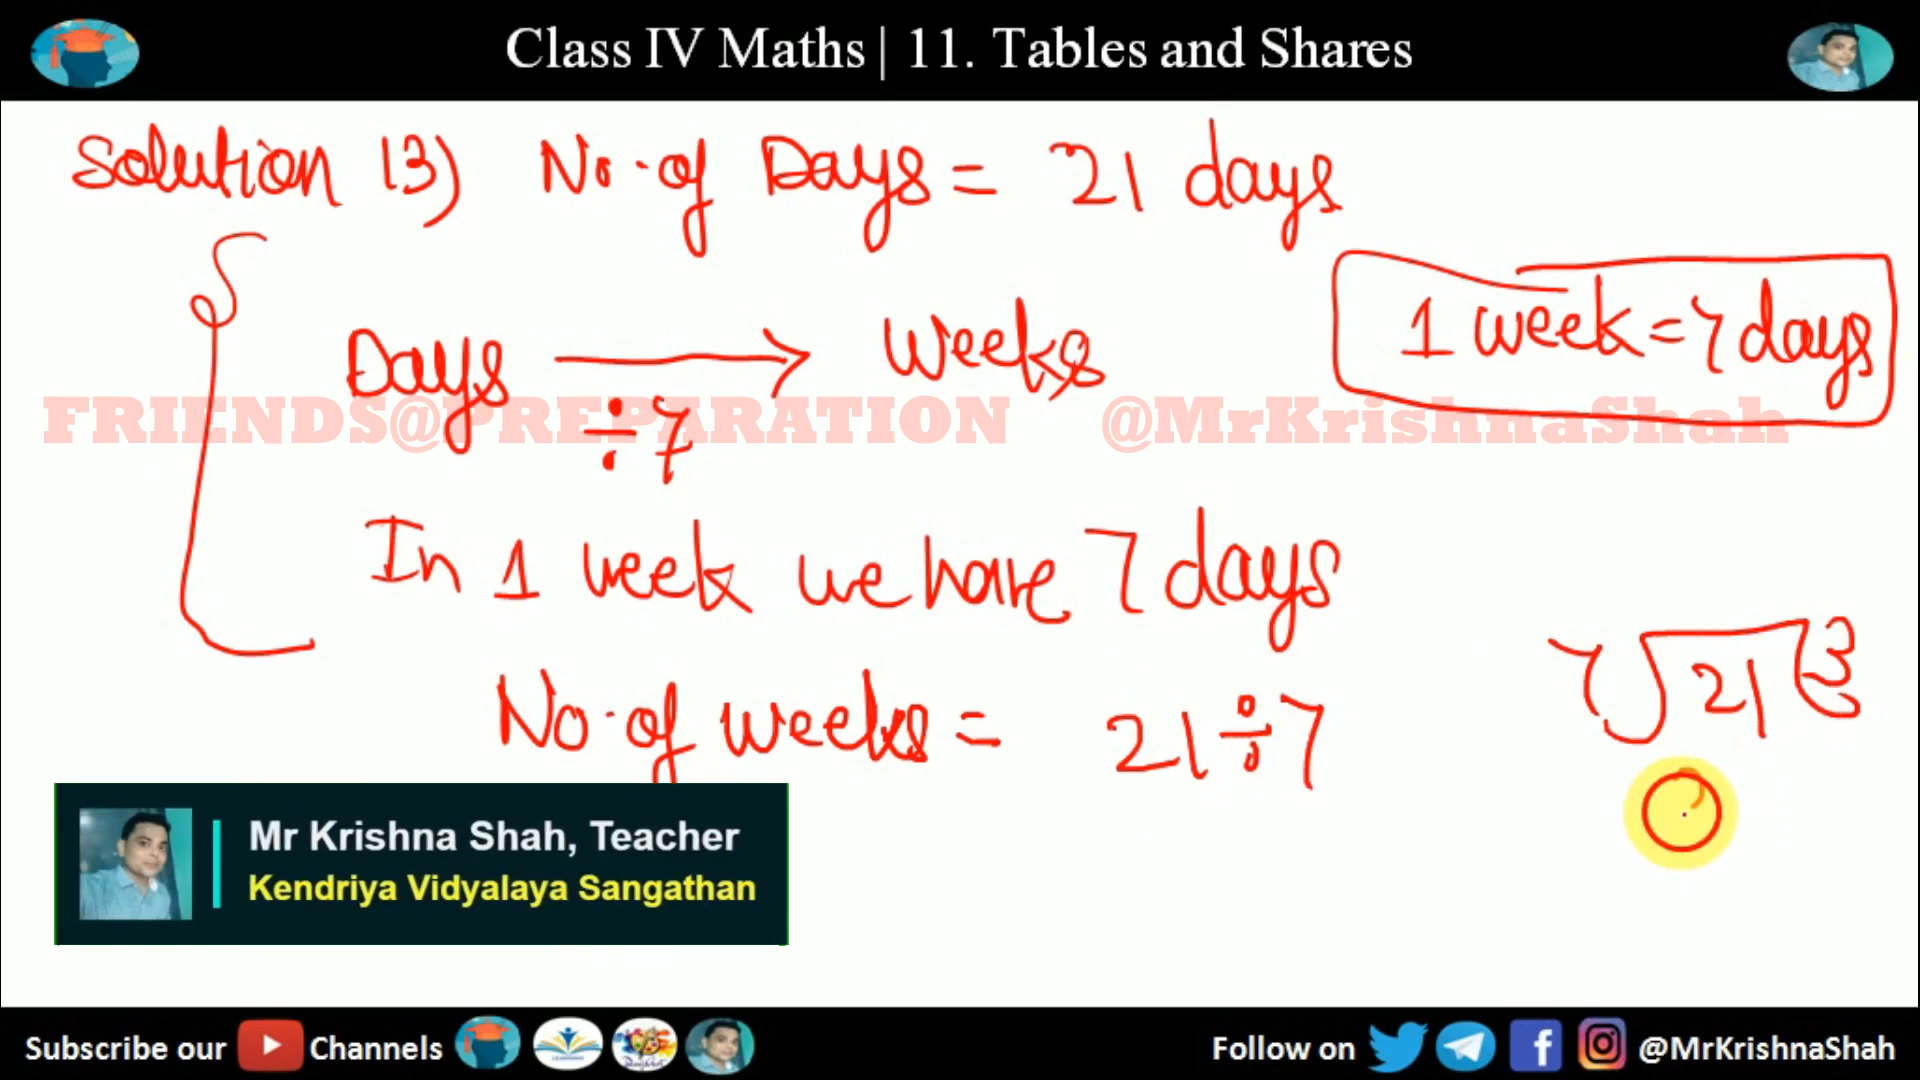 Class IV Maths | 11. Tables and Shares
Solution 13) No. of Days = 21 days
1 week = 7 days
Days → Weeks
÷7
FRIENDS@PREPARATION @MrKrishnaShah
In 1 week we have 7 days
7 21 3
No. of weeks = 21 ÷ 7
2
Mr Krishna Shah, Teacher
Kendriya Vidyalaya Sangathan
Subscribe our Channels
Follow on @MrKrishnaShah